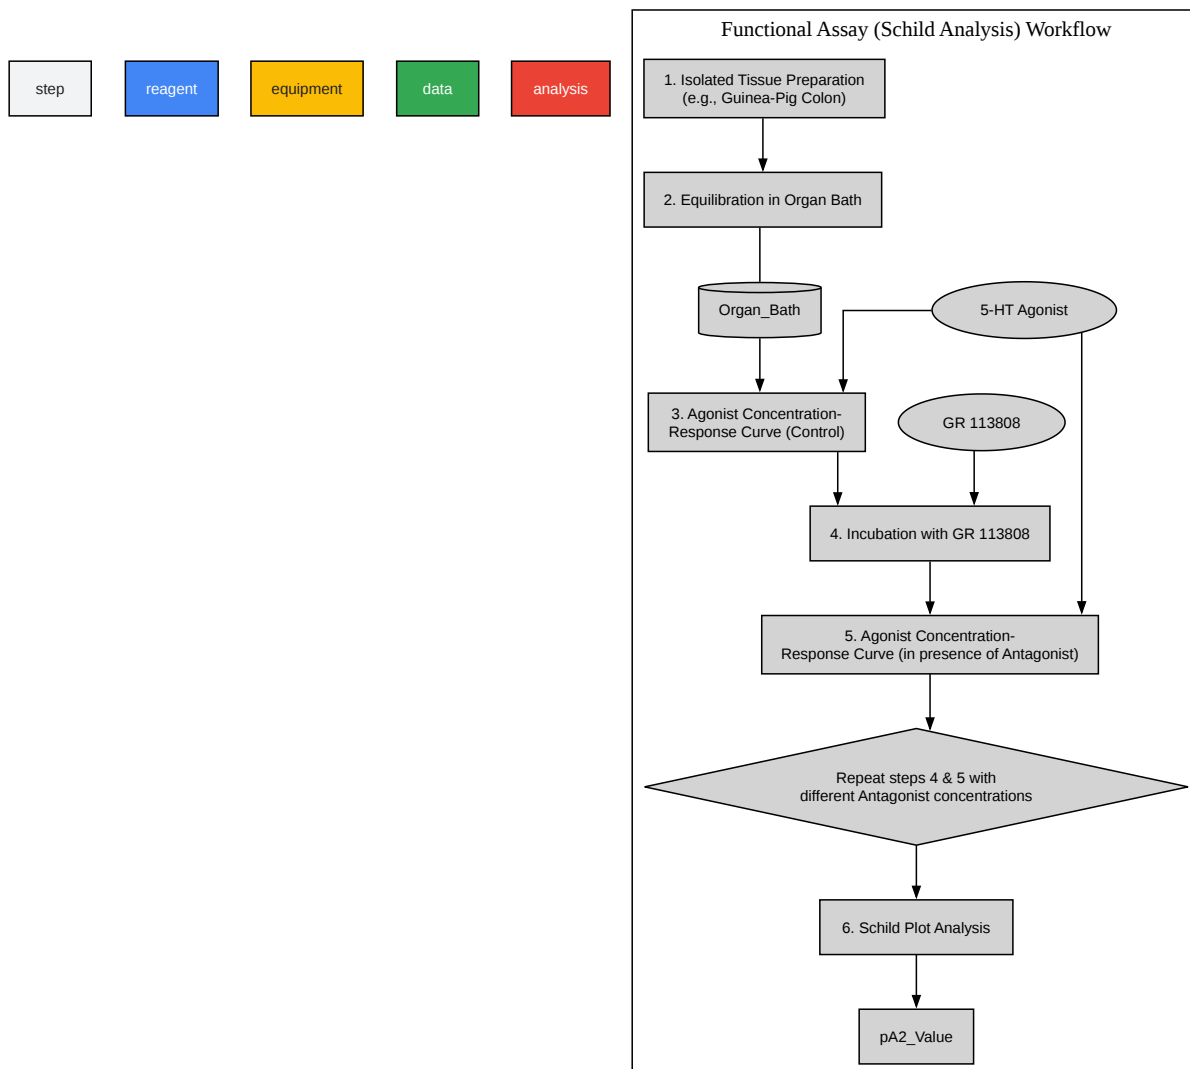 Functional Assay (Schild Analysis) Workflow
step
reagent
equipment
data
analysis
1. Isolated Tissue Preparation
(e.g., Guinea-Pig Colon)
2. Equilibration in Organ Bath
Organ_Bath
5-HT Agonist
3. Agonist Concentration-
Response Curve (Control)
GR 113808
4. Incubation with GR 113808
5. Agonist Concentration-
Response Curve (in presence of Antagonist)
Repeat steps 4 & 5 with
different Antagonist concentrations
6. Schild Plot Analysis
pA2_Value